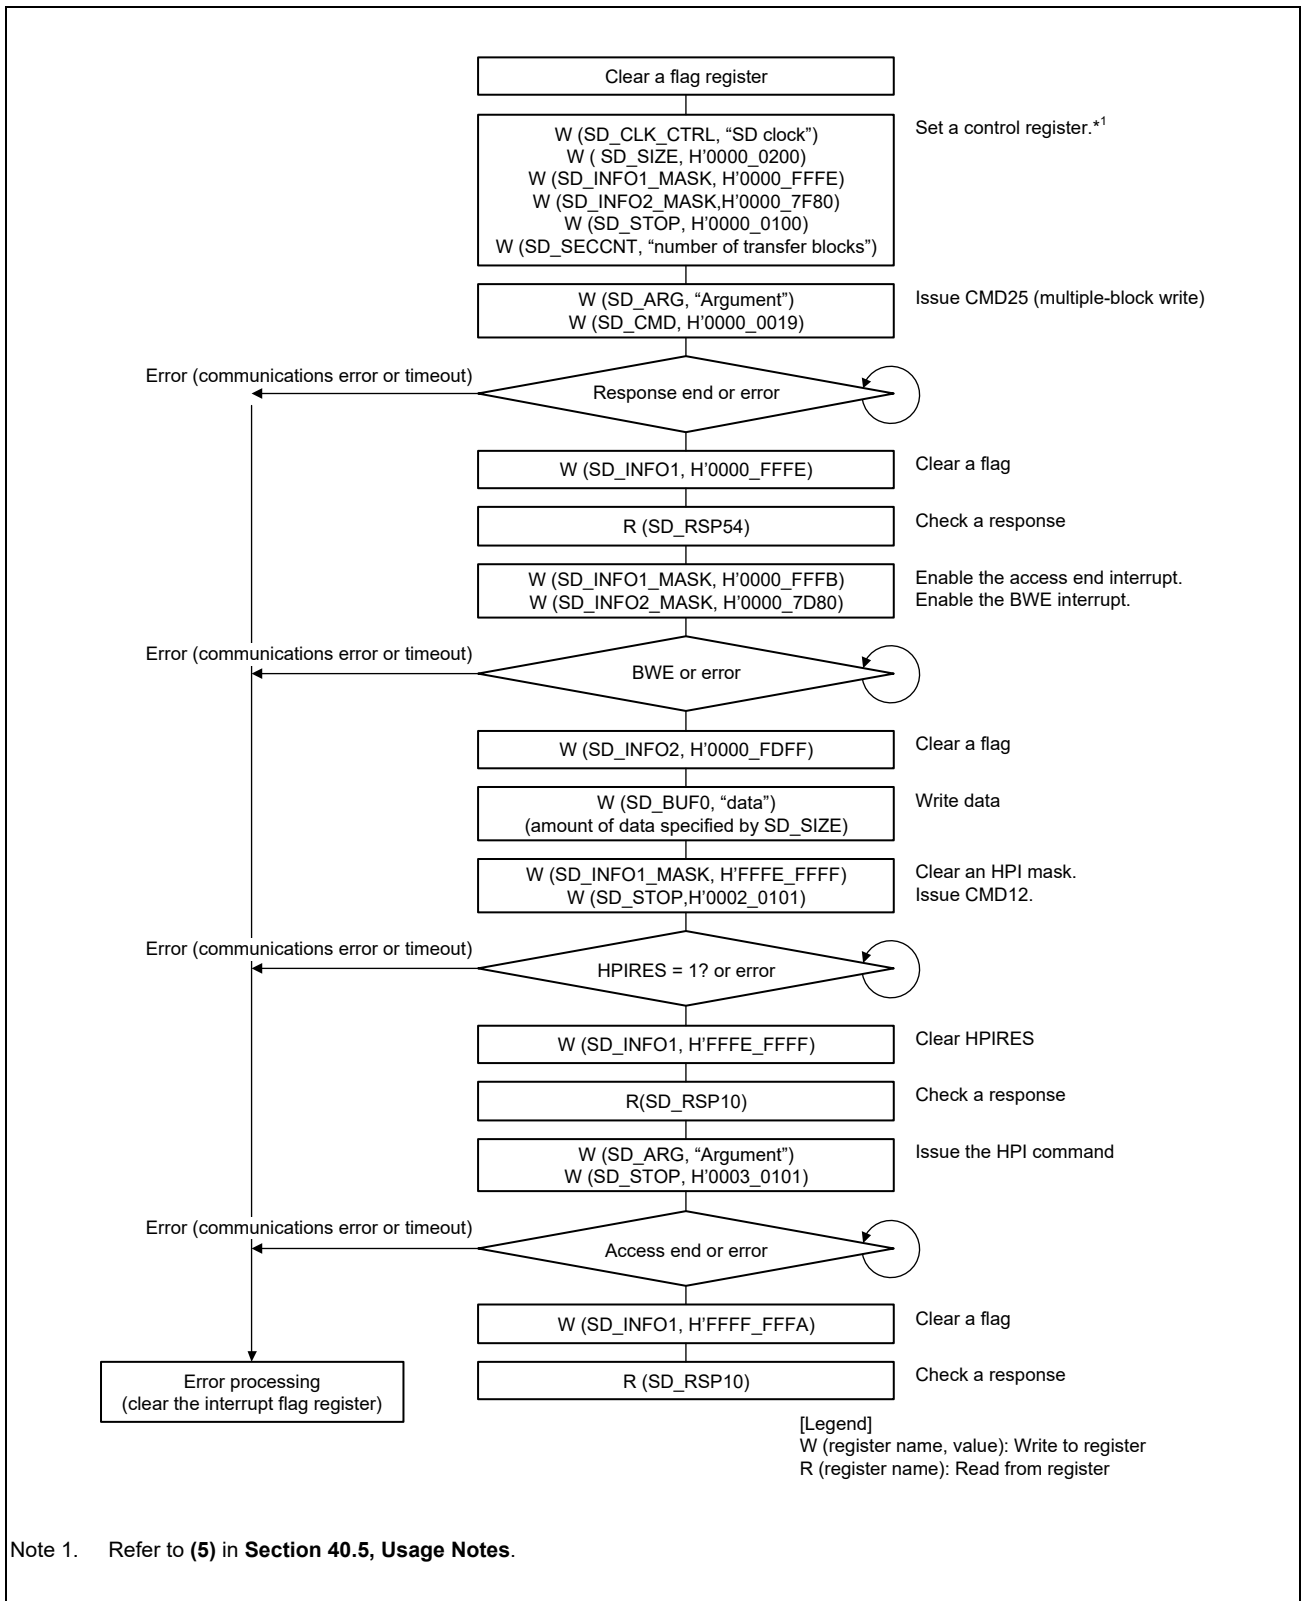 Clear a flag register
W (SD_CLK_CTRL, “SD clock”)
W ( SD_SIZE, H'0000_0200)
W (SD_INFO1_MASK, H'0000_FFFE)
W (SD_INFO2_MASK,H'0000_7F80)
W (SD_STOP, H'0000_0100)
W (SD_SECCNT, “number of transfer blocks”)
Set a control register.*1
W (SD_ARG, “Argument”)
W (SD_CMD, H'0000_0019)
Issue CMD25 (multiple-block write)
Error (communications error or timeout)
Response end or error
W (SD_INFO1, H'0000_FFFE)
Clear a flag
R (SD_RSP54)
Check a response
W (SD_INFO1_MASK, H'0000_FFFB)
W (SD_INFO2_MASK, H'0000_7D80)
Enable the access end interrupt.
Enable the BWE interrupt.
Error (communications error or timeout)
BWE or error
W (SD_INFO2, H'0000_FDFF)
Clear a flag
W (SD_BUF0, “data”)
(amount of data specified by SD_SIZE)
Write data
W (SD_INFO1_MASK, H'FFFE_FFFF)
W (SD_STOP,H'0002_0101)
Clear an HPI mask.
Issue CMD12.
Error (communications error or timeout)
HPIRES = 1? or error
W (SD_INFO1, H'FFFE_FFFF)
Clear HPIRES
R(SD_RSP10)
Check a response
W (SD_ARG, “Argument”)
W (SD_STOP, H'0003_0101)
Issue the HPI command
Error (communications error or timeout)
Access end or error
W (SD_INFO1, H'FFFF_FFFA)
Clear a flag
R (SD_RSP10)
Check a response
Error processing
(clear the interrupt flag register)
[Legend]
W (register name, value): Write to register
R (register name): Read from register
Note 1. Refer to (5) in Section 40.5, Usage Notes.